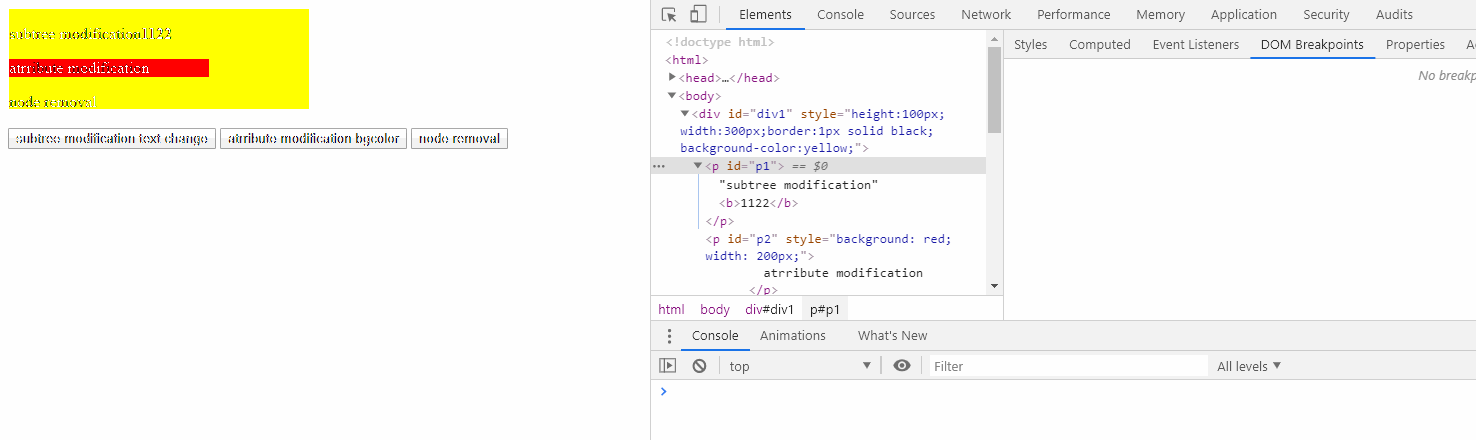 subtree modification1122
atrribute modification
node removal
subtree modification text change atrribute modification bgcolor node removal
Elements Console Sources Network Performance Memory Application Security Audits
<!doctype html>
<html>
<head>…</head>
<body>
<div id="div1" style="height:100px;
width:300px;border:1px solid black;
background-color:yellow;">
<p id="p1"> == $0
"subtree modification"
<b>1122</b>
</p>
<p id="p2" style="background: red;
width: 200px;">
atrribute modification
</p>
html body div#div1 p#p1
Styles Computed Event Listeners DOM Breakpoints Properties
No breakp
Console Animations What's New
top Filter All levels